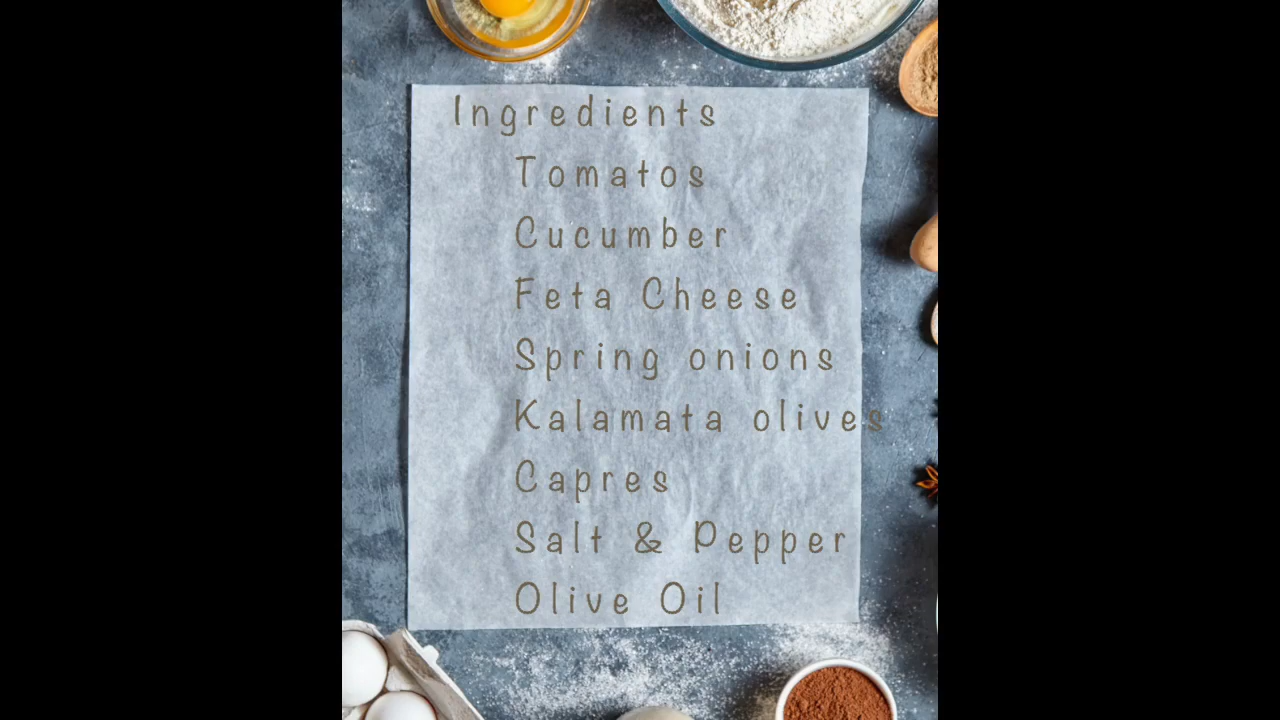 Ingredients
Tomatos
Cucumber
Feta Cheese
Spring onions
Kalamata olives
Capres
Salt & Pepper
Olive Oil